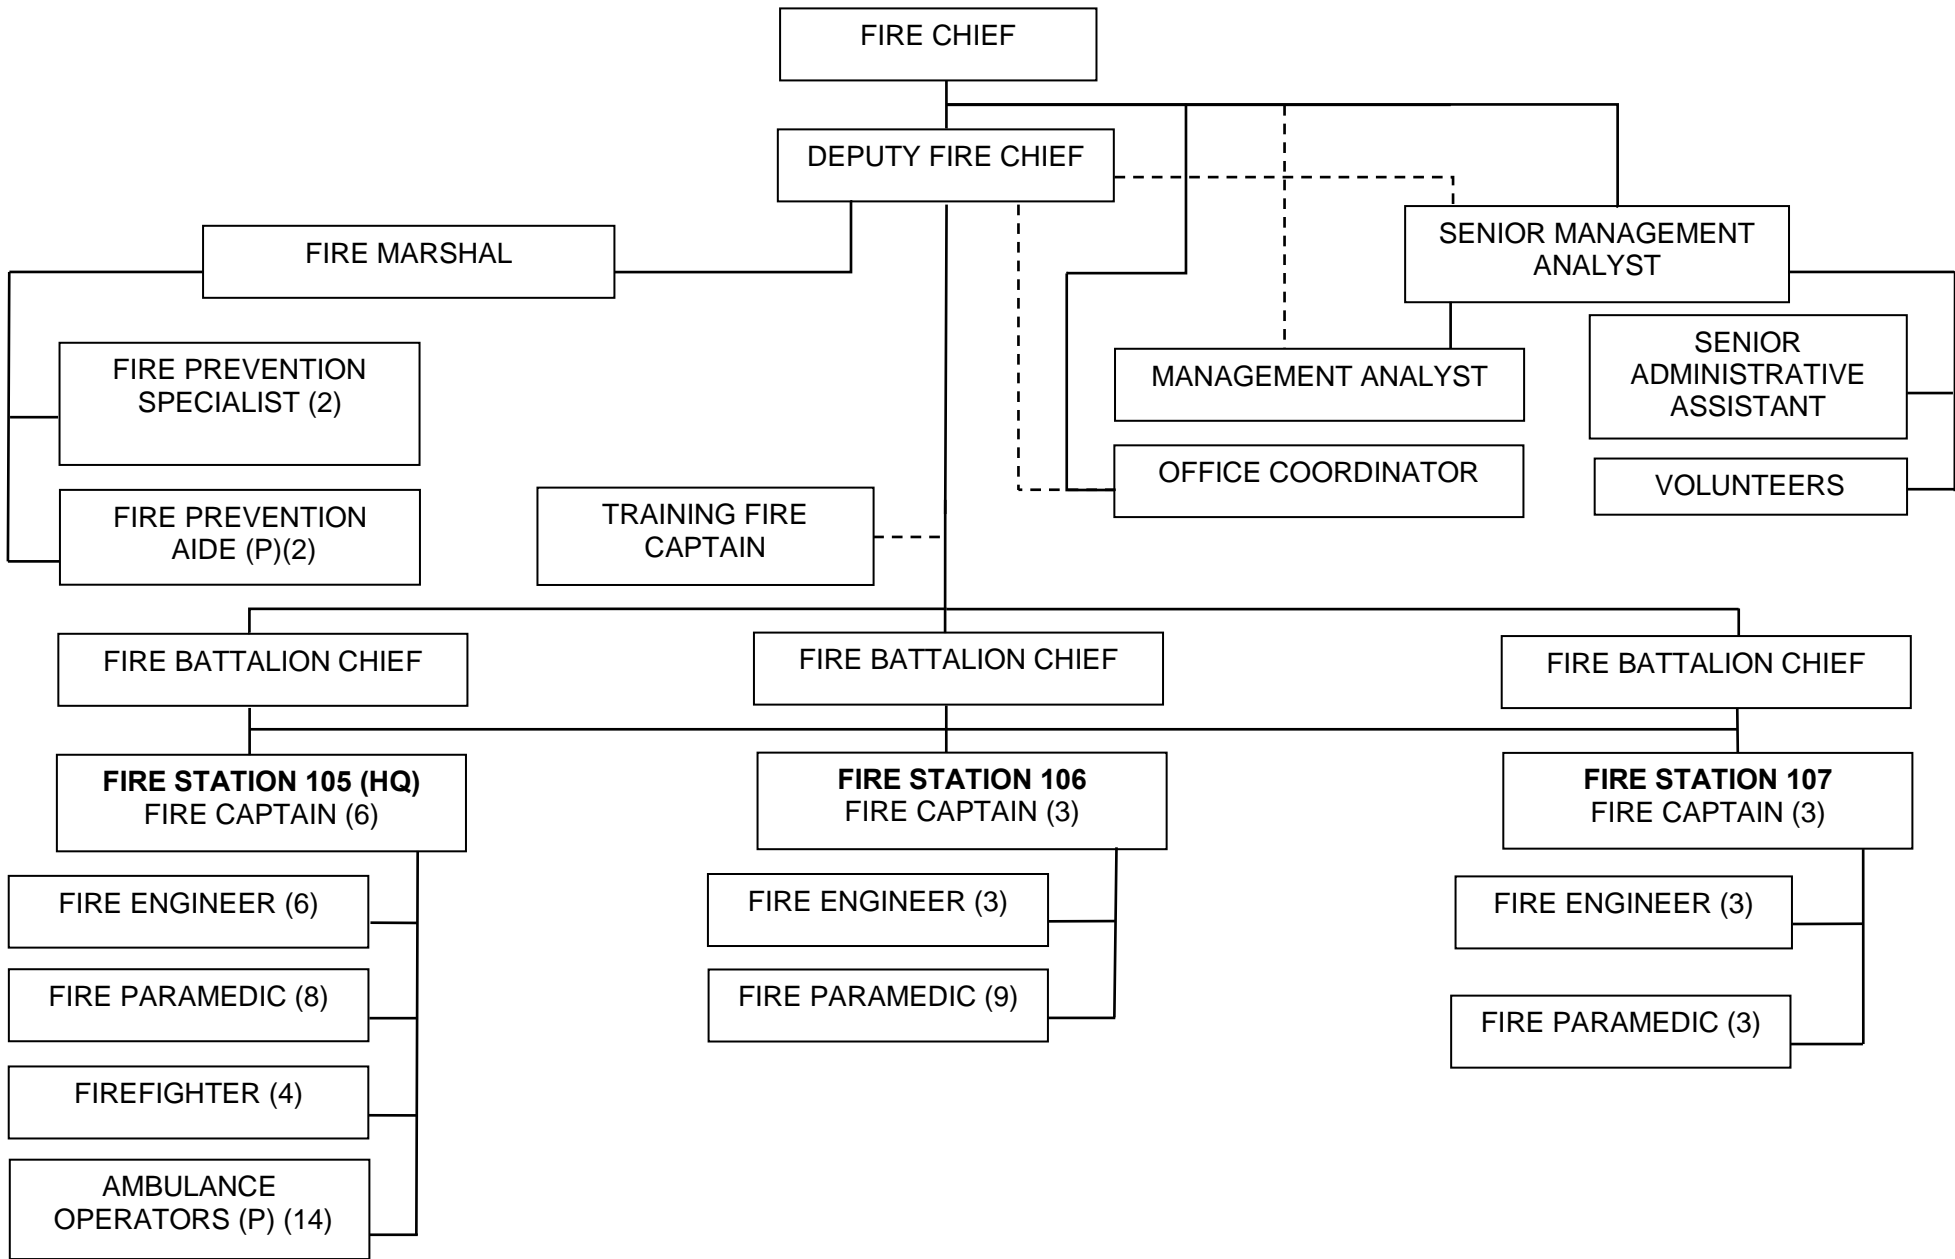 FIRE CHIEF
DEPUTY FIRE CHIEF
FIRE MARSHAL
SENIOR MANAGEMENT
ANALYST
FIRE PREVENTION
SPECIALIST (2)
MANAGEMENT ANALYST
SENIOR
ADMINISTRATIVE
ASSISTANT
OFFICE COORDINATOR
VOLUNTEERS
FIRE PREVENTION
AIDE (P)(2)
TRAINING FIRE
CAPTAIN
FIRE BATTALION CHIEF
FIRE BATTALION CHIEF
FIRE BATTALION CHIEF
FIRE STATION 105 (HQ)
FIRE CAPTAIN (6)
FIRE STATION 106
FIRE CAPTAIN (3)
FIRE STATION 107
FIRE CAPTAIN (3)
FIRE ENGINEER (6)
FIRE ENGINEER (3)
FIRE ENGINEER (3)
FIRE PARAMEDIC (8)
FIRE PARAMEDIC (9)
FIRE PARAMEDIC (3)
FIREFIGHTER (4)
AMBULANCE
OPERATORS (P) (14)